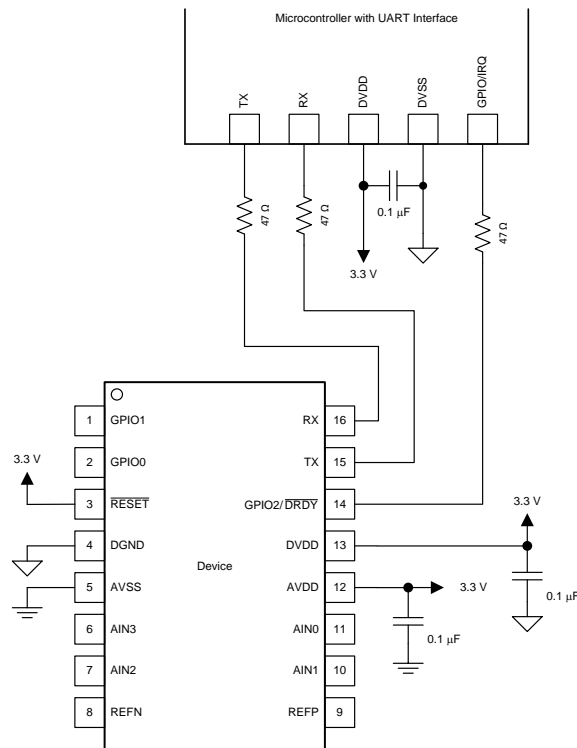 Microcontroller with UART Interface
TX
RX
DVDD
DVSS
GPIO/IRQ
47 Ω
47 Ω
0.1 µF
47 Ω
3.3 V
1 GPIO1 RX 16
2 GPIO0 TX 15
3.3 V
3 RESET GPIO2/DRDY 14
3.3 V
4 DGND DVDD 13
Device
5 AVSS AVDD 12
3.3 V
0.1 µF
6 AIN3 AIN0 11
0.1 µF
7 AIN2 AIN1 10
8 REFN REFP 9